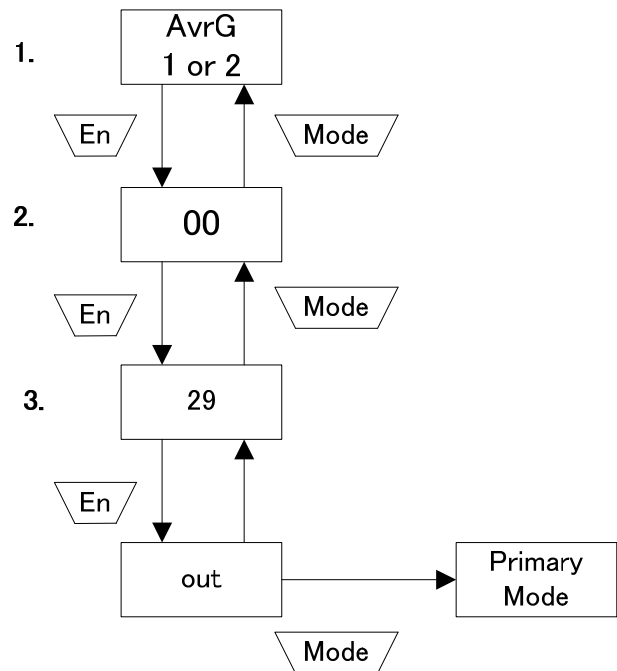 1.
AvrG
1 or 2
En
Mode
2.
00
En
Mode
3.
29
En
out
Primary
Mode
Mode